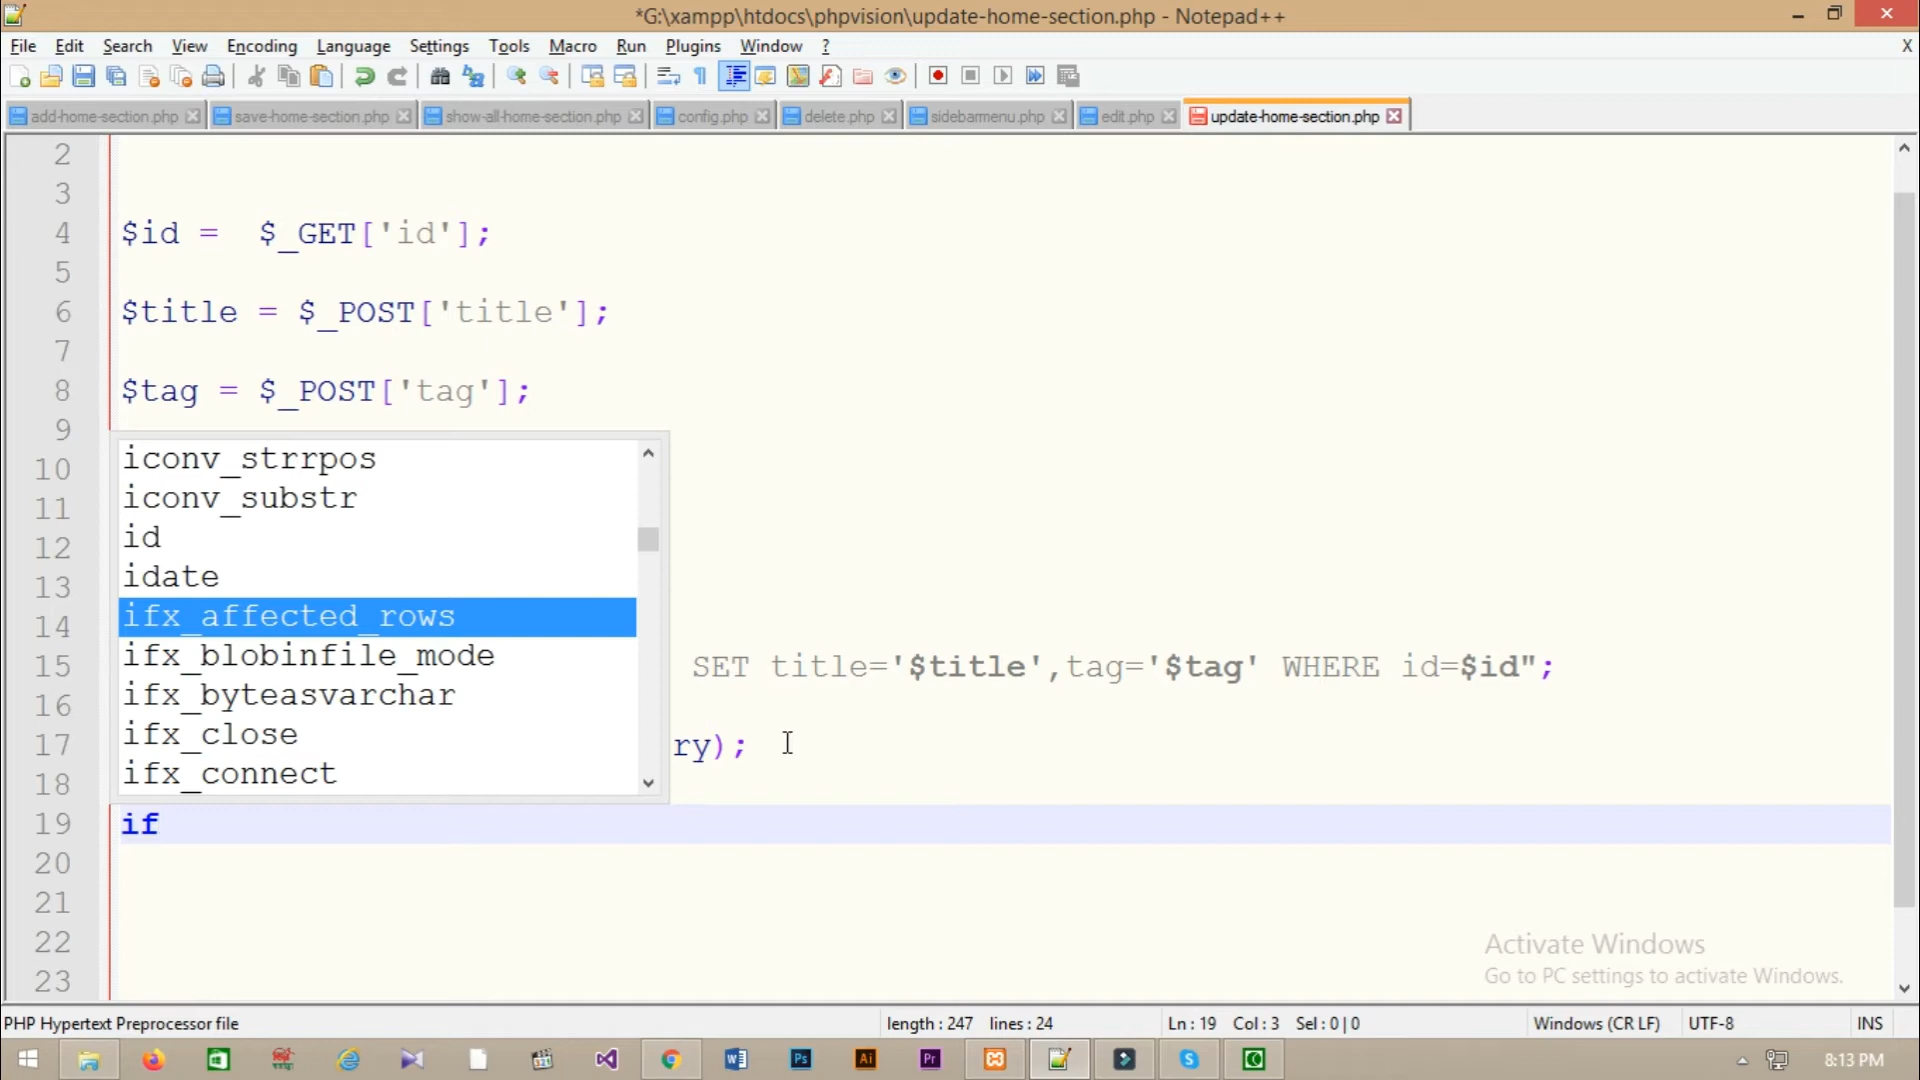 *G:\xampp\htdocs\phpvision\update-home-section.php - Notepad++
File Edit Search View Encoding Language Settings Tools Macro Run Plugins Window ? X
add-home-section.php save-home-section.php show-all-home-section.php config.php delete.php sidebarmenu.php edit.php update-home-section.php
2
3
4 $id =  $_GET['id'];
5
6 $title = $_POST['title'];
7
8 $tag = $_POST['tag'];
9
iconv_strrpos
10
iconv_substr
11
id
12
idate
13
ifx_affected_rows
14
ifx_blobinfile_mode
15 SET title='$title',tag='$tag' WHERE id=$id";
ifx_byteasvarchar
16
ifx_close
17 ry);
ifx_connect
18
19 if
20
21
22
23
Activate Windows
Go to PC settings to activate Windows.
PHP Hypertext Preprocessor file length : 247 lines : 24 Ln : 19 Col : 3 Sel : 0 | 0 Windows (CR LF) UTF-8 INS
Ps Ai Pr 8:13 PM